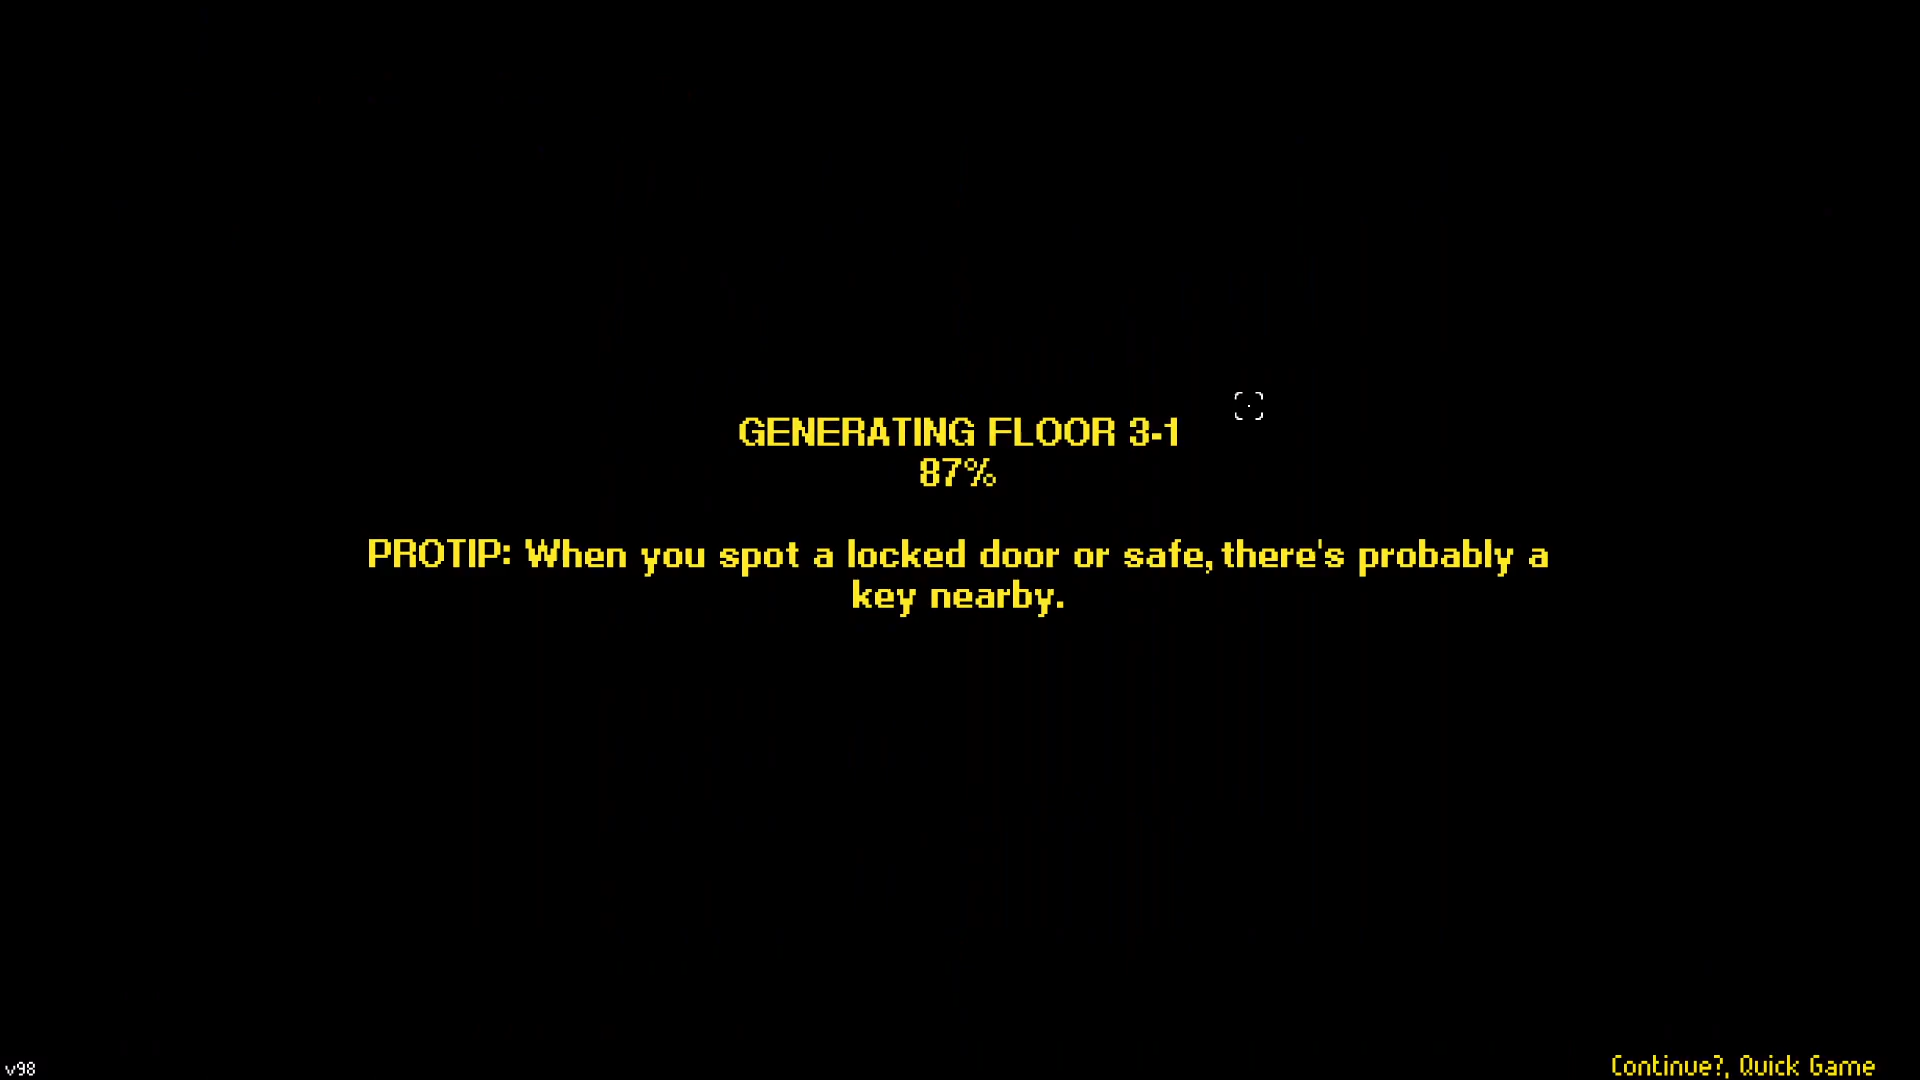 GENERATING FLOOR 3-1
87%
PROTIP: When you spot a locked door or safe, there's probably a
key nearby.
v98
Continue?, Quick Game